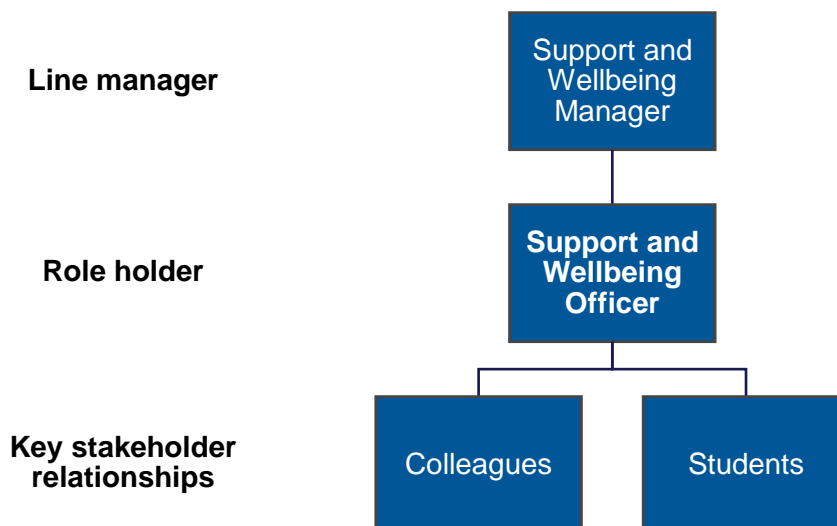 Line manager
Support and
Wellbeing
Manager
Role holder
Support and
Wellbeing
Officer
Key stakeholder
relationships
Colleagues
Students